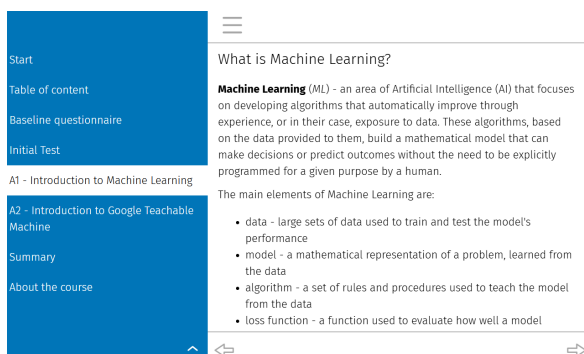 Start
Table of content
Baseline questionnaire
Initial Test
A1 - Introduction to Machine Learning
A2 - Introduction to Google Teachable
Machine
Summary
About the course
What is Machine Learning?
Machine Learning (ML) - an area of Artificial Intelligence (AI) that focuses
on developing algorithms that automatically improve through
experience, or in their case, exposure to data. These algorithms, based
on the data provided to them, build a mathematical model that can
make decisions or predict outcomes without the need to be explicitly
programmed for a given purpose by a human.
The main elements of Machine Learning are:
• data - large sets of data used to train and test the model's
performance
• model - a mathematical representation of a problem, learned from
the data
• algorithm - a set of rules and procedures used to teach the model
from the data
• loss function - a function used to evaluate how well a model